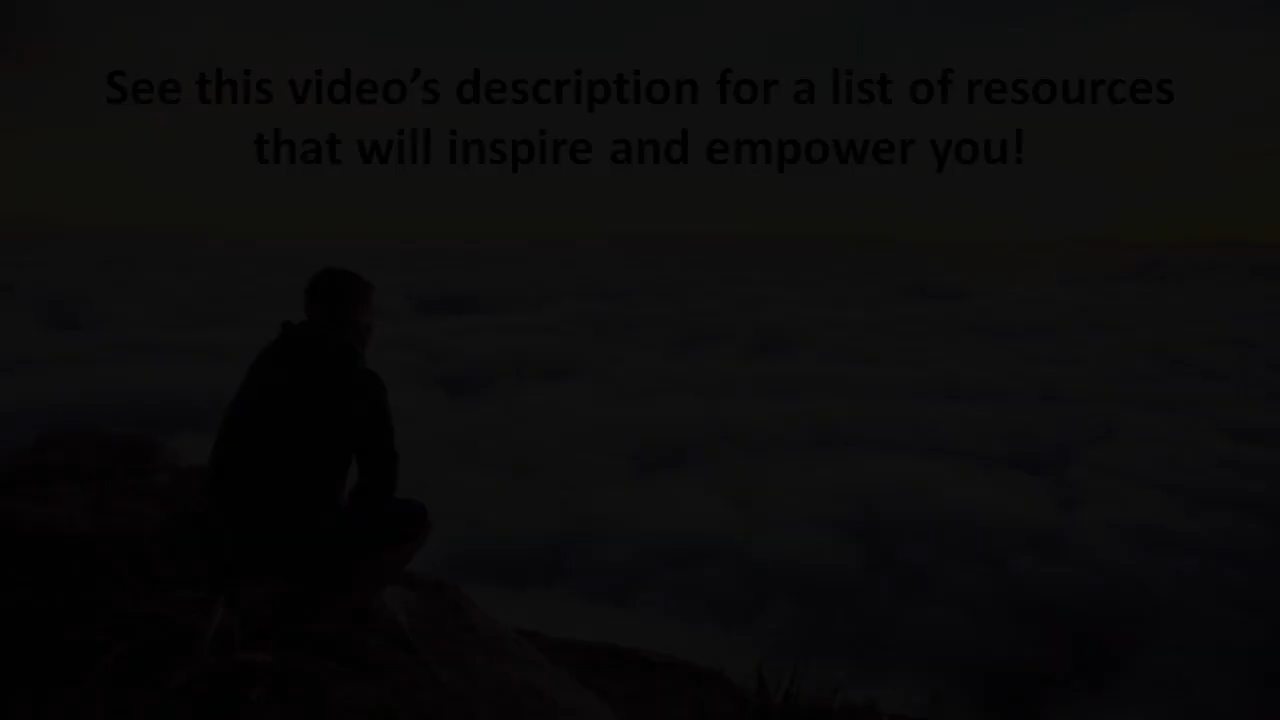 See this video’s description for a list of resources
that will inspire and empower you!